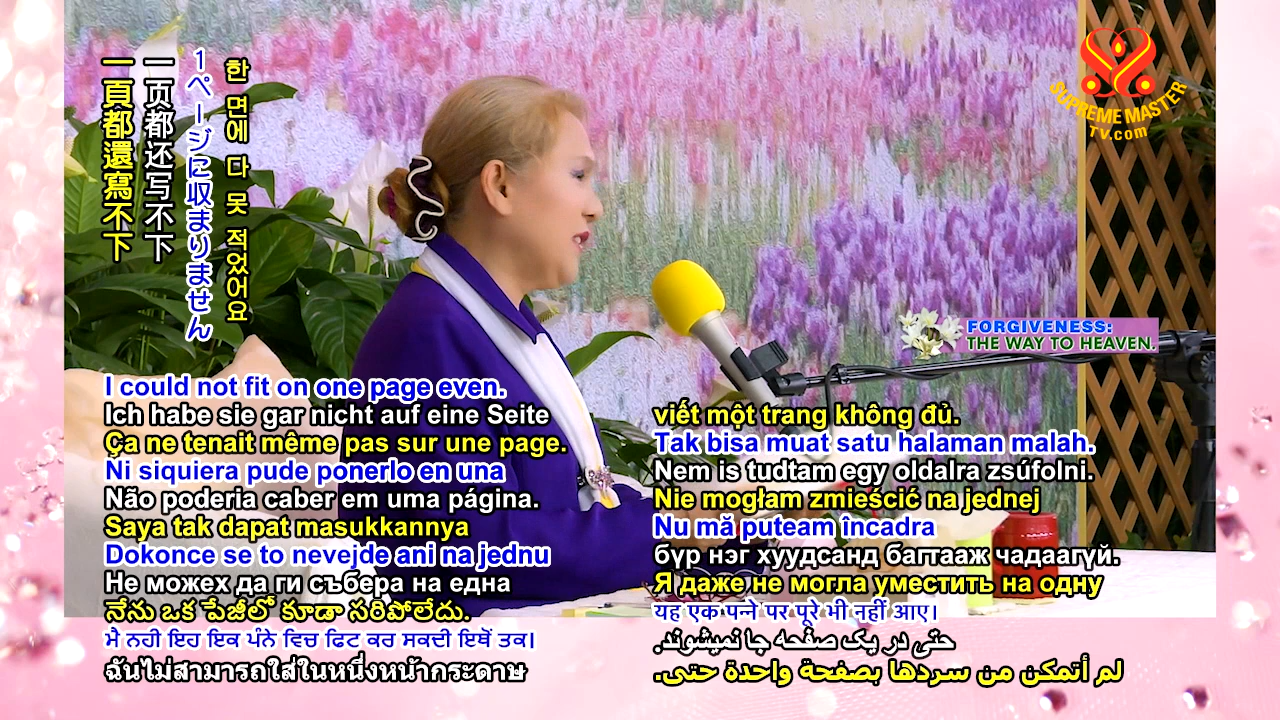 一頁都還寫不下
一页都还写不下
1ページに収まりません
한 면에 다 못 적었어요
SUPREME MASTER
TV.com
FORGIVENESS:
THE WAY TO HEAVEN.
I could not fit on one page even.
Ich habe sie gar nicht auf eine Seite
Ça ne tenait même pas sur une page.
Ni siquiera pude ponerlo en una
Não poderia caber em uma página.
Saya tak dapat masukkannya
Dokonce se to nevejde ani na jednu
Не можех да ги събера на една
నేను ఒక పేజీలో కూడా సరిపోలేదు.
ਮੈ ਨਹੀ ਇਹ ਇਕ ਪੰਨੇ ਵਿਚ ਫਿਟ ਕਰ ਸਕਦੀ ਇਥੋਂ ਤਕ।
ฉันไม่สามารถใส่ในหนึ่งหน้ากระดาษ
viết một trang không đủ.
Tak bisa muat satu halaman malah.
Nem is tudtam egy oldalra zsúfolni.
Nie mogłam zmieścić na jednej
Nu mă puteam încadra
бүр нэг хуудсанд багтааж чадаагүй.
Я даже не могла уместить на одну
यह एक पन्ने पर पूरे भी नहीं आए।
حتی در یک صفحه جا نمیشوند.
لم أتمكن من سردها بصفحة واحدة حتى.